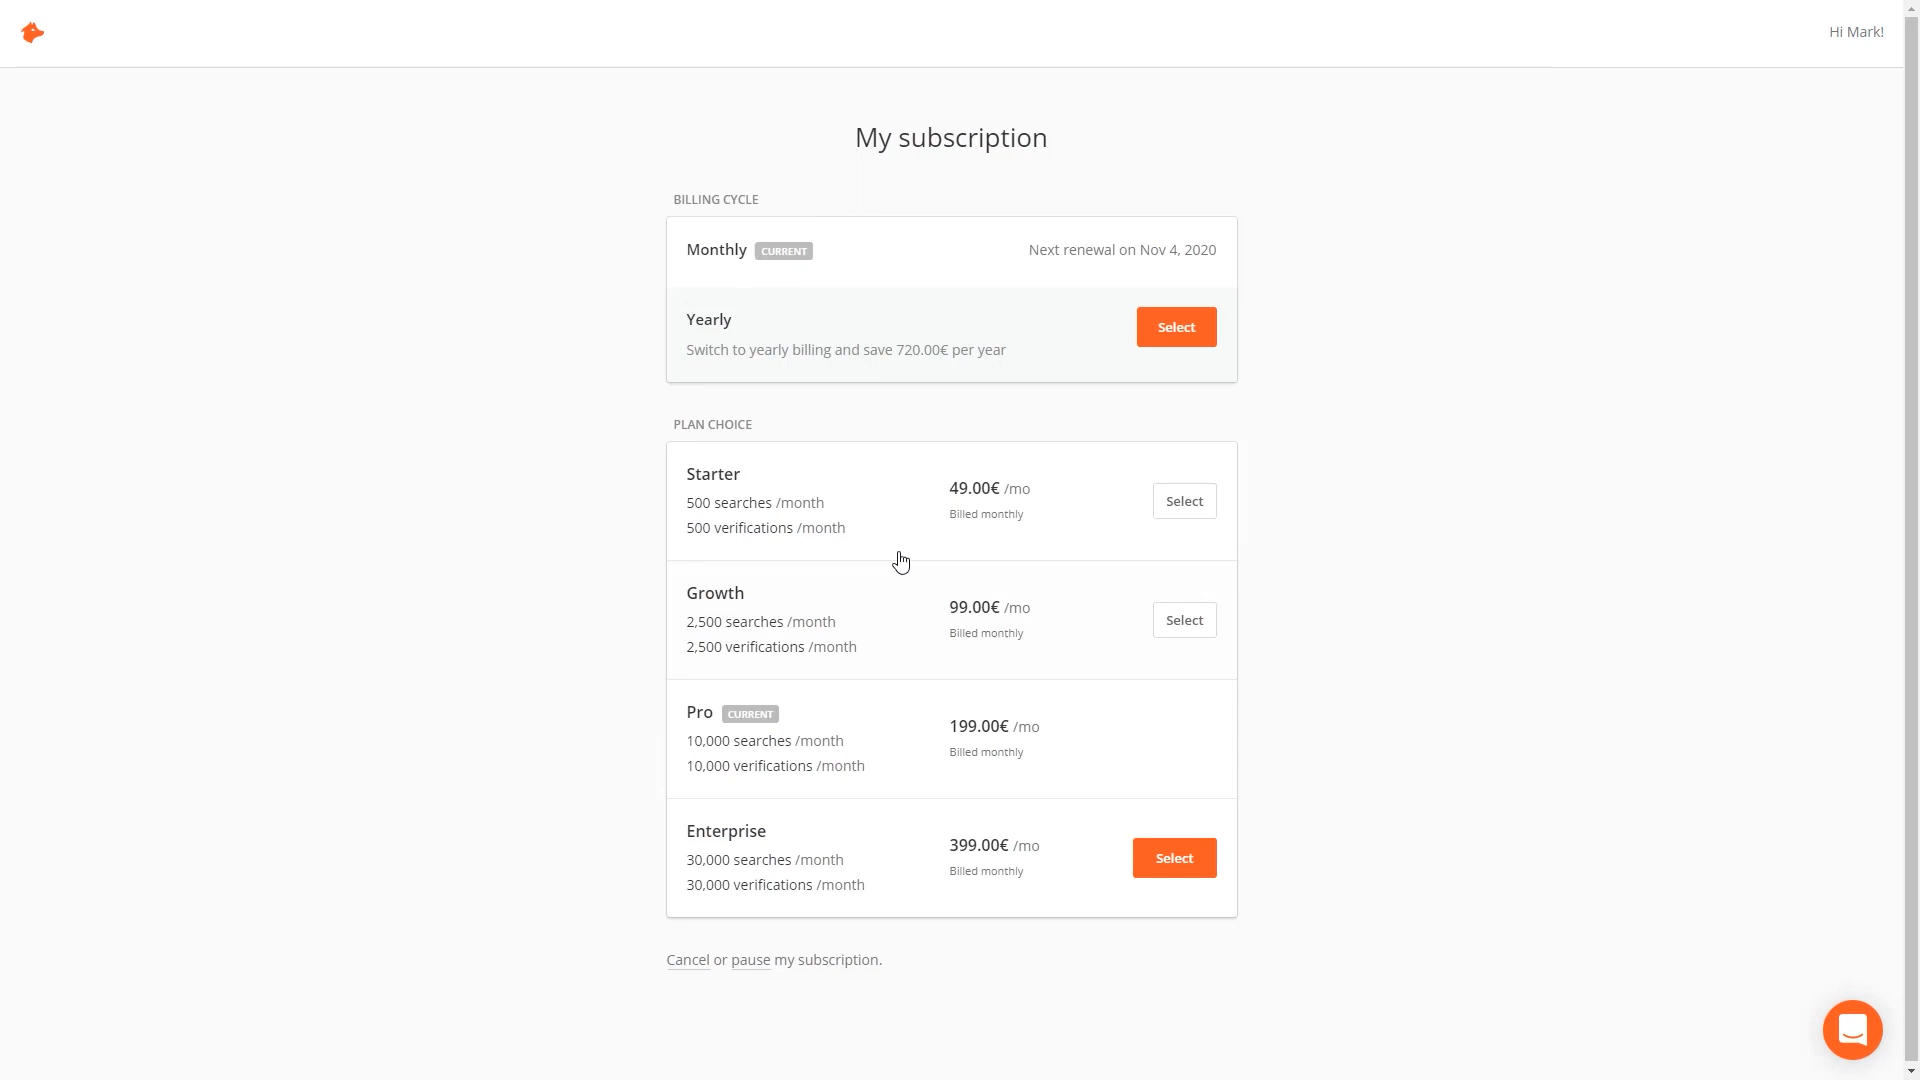 Hi Mark!
My subscription
BILLING CYCLE
Monthly CURRENT Next renewal on Nov 4, 2020
Yearly
Switch to yearly billing and save 720.00€ per year
Select
PLAN CHOICE
Starter
500 searches /month
500 verifications /month
49.00€ /mo
Billed monthly
Select
Growth
2,500 searches /month
2,500 verifications /month
99.00€ /mo
Billed monthly
Select
Pro CURRENT
10,000 searches /month
10,000 verifications /month
199.00€ /mo
Billed monthly
Enterprise
30,000 searches /month
30,000 verifications /month
399.00€ /mo
Billed monthly
Select
Cancel or pause my subscription.